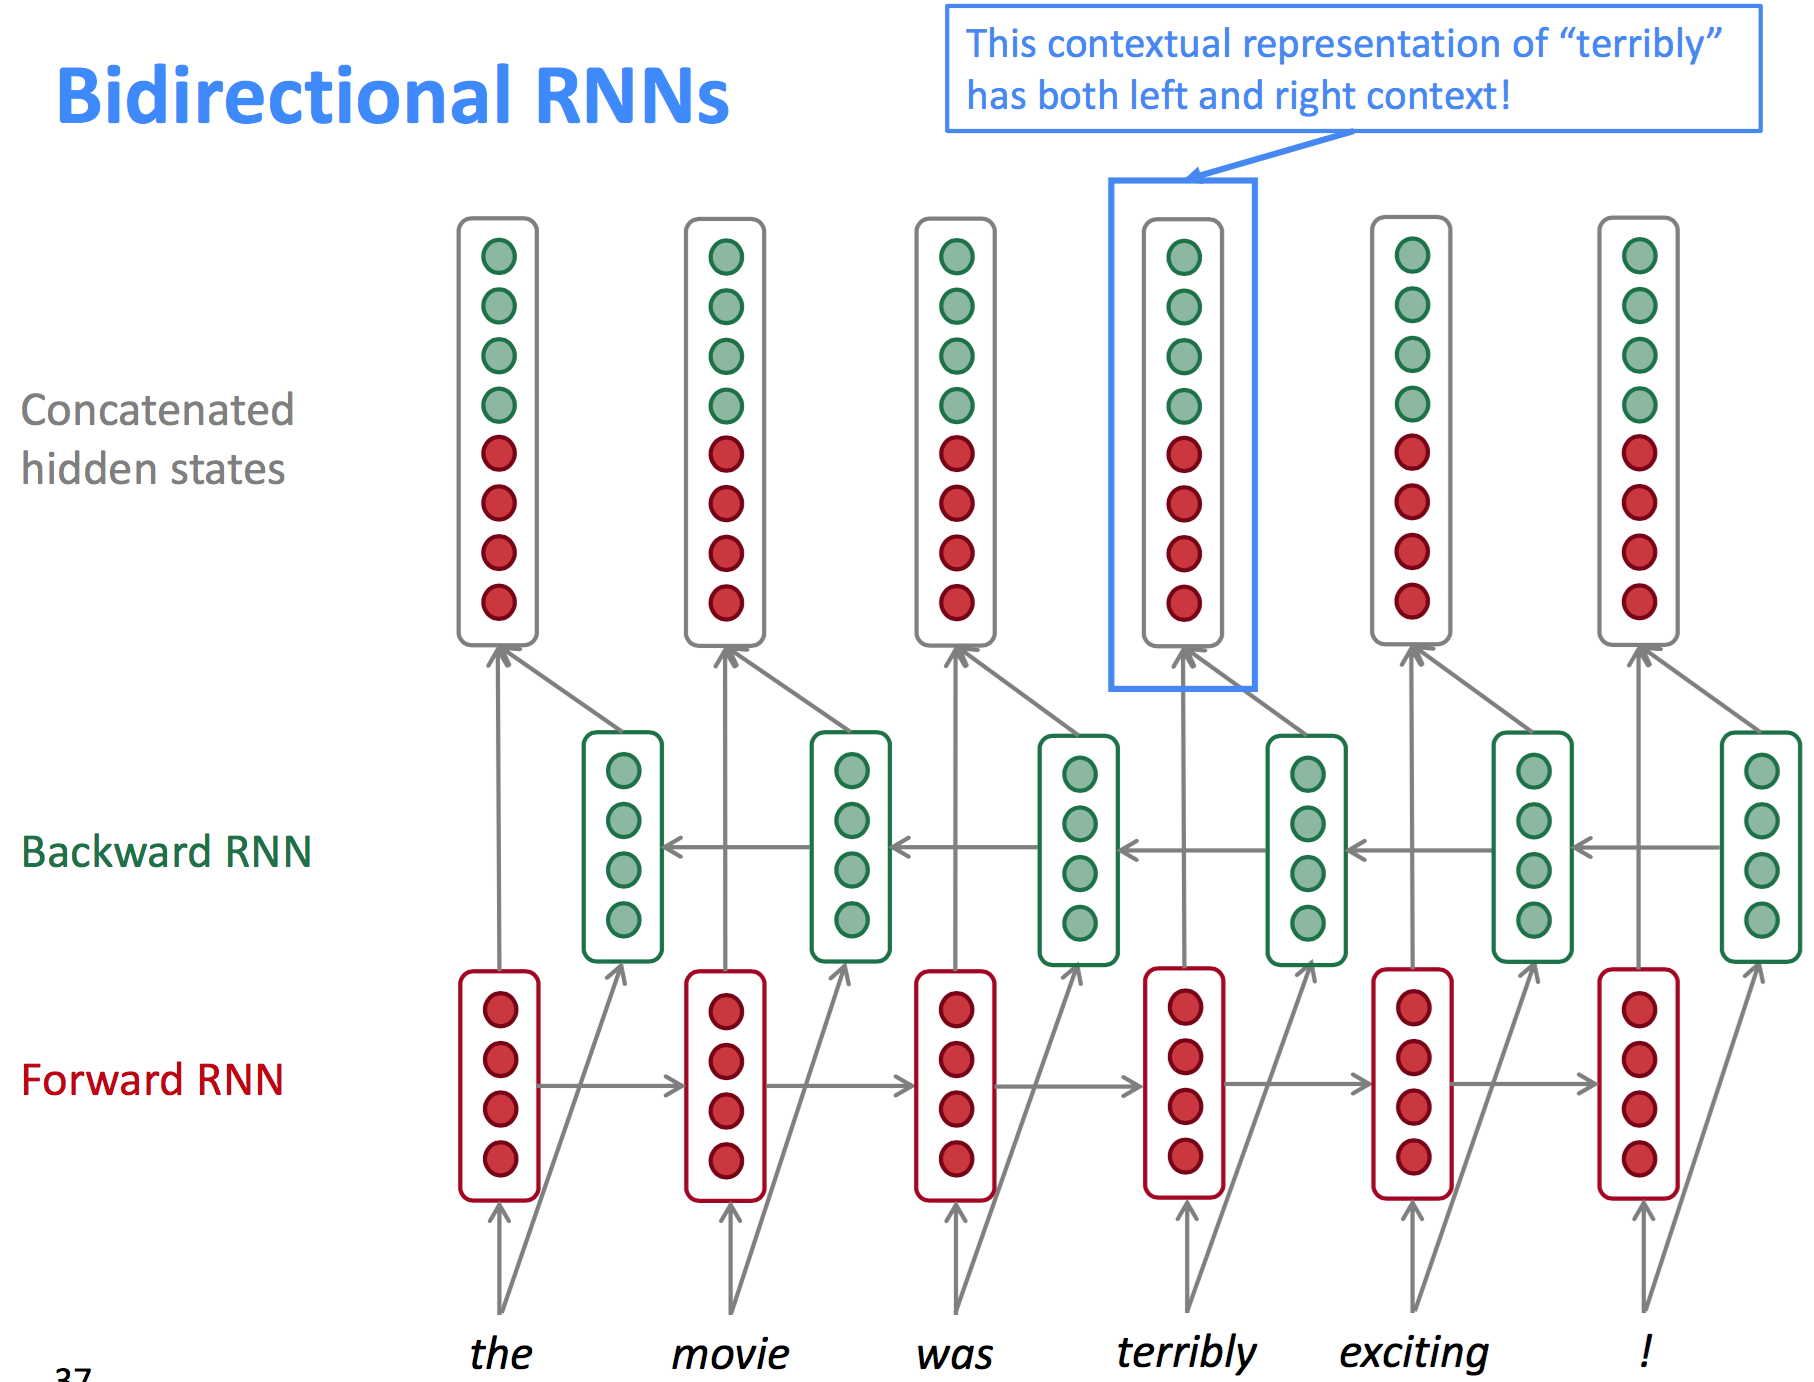 Bidirectional RNNs
This contextual representation of “terribly”
has both left and right context!
Concatenated
hidden states
Backward RNN
Forward RNN
the movie was terribly exciting !
37